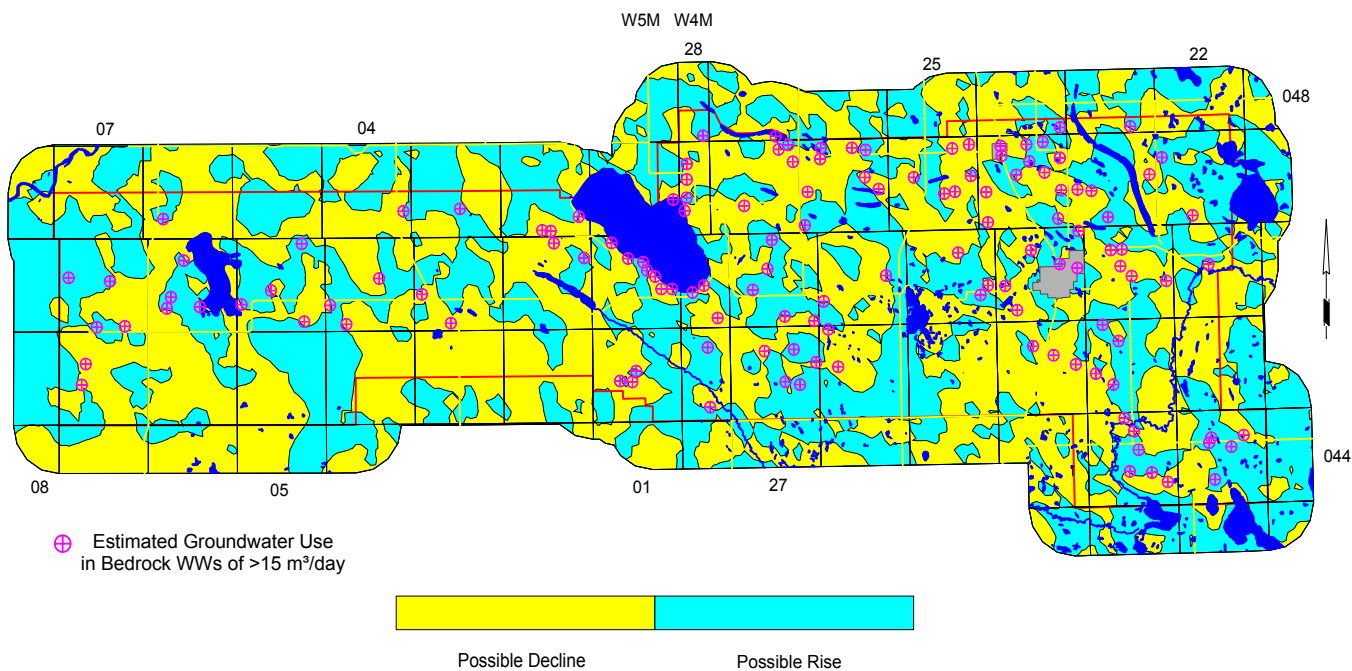 W5M W4M
28
25
22
048
07
04
08
05
01
27
044
Estimated Groundwater Use
in Bedrock WWs of >15 m³/day
Possible Decline
Possible Rise